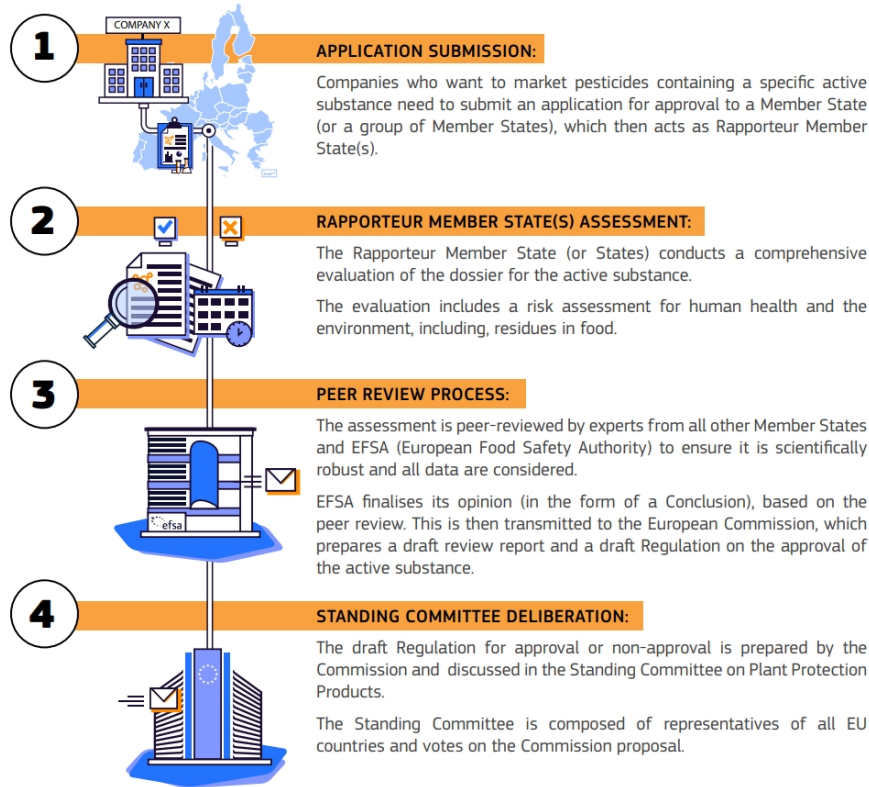 COMPANY X
1
APPLICATION SUBMISSION:
Companies who want to market pesticides containing a specific active
substance need to submit an application for approval to a Member State
(or a group of Member States), which then acts as Rapporteur Member
State(s).
2
RAPPORTEUR MEMBER STATE(S) ASSESSMENT:
The Rapporteur Member State (or States) conducts a comprehensive
evaluation of the dossier for the active substance.
The evaluation includes a risk assessment for human health and the
environment, including, residues in food.
3
PEER REVIEW PROCESS:
The assessment is peer-reviewed by experts from all other Member States
and EFSA (European Food Safety Authority) to ensure it is scientifically
robust and all data are considered.
EFSA finalises its opinion (in the form of a Conclusion), based on the
peer review. This is then transmitted to the European Commission, which
prepares a draft review report and a draft Regulation on the approval of
the active substance.
efsa
4
STANDING COMMITTEE DELIBERATION:
The draft Regulation for approval or non-approval is prepared by the
Commission and discussed in the Standing Committee on Plant Protection
Products.
The Standing Committee is composed of representatives of all EU
countries and votes on the Commission proposal.